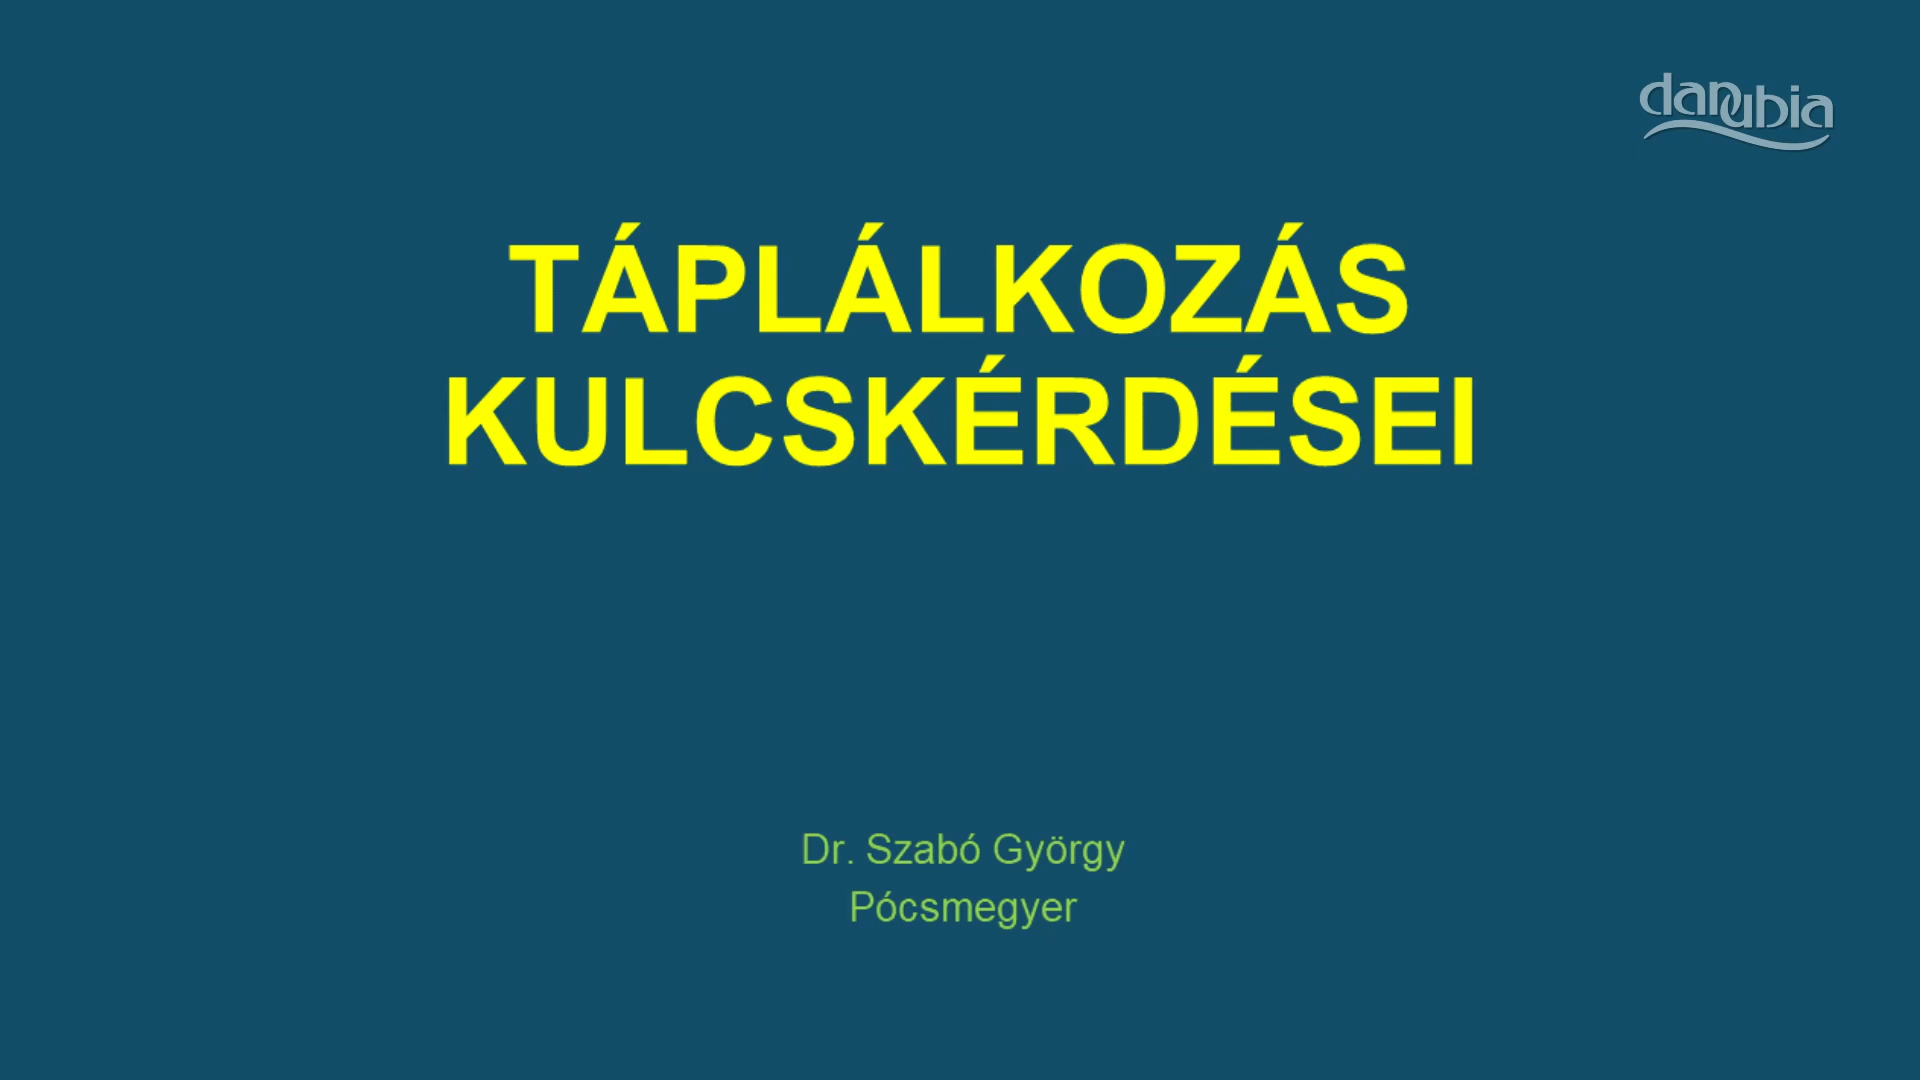 danubia
TÁPLÁLKOZÁS
KULCSKÉRDÉSEI
Dr. Szabó György
Pócsmegyer